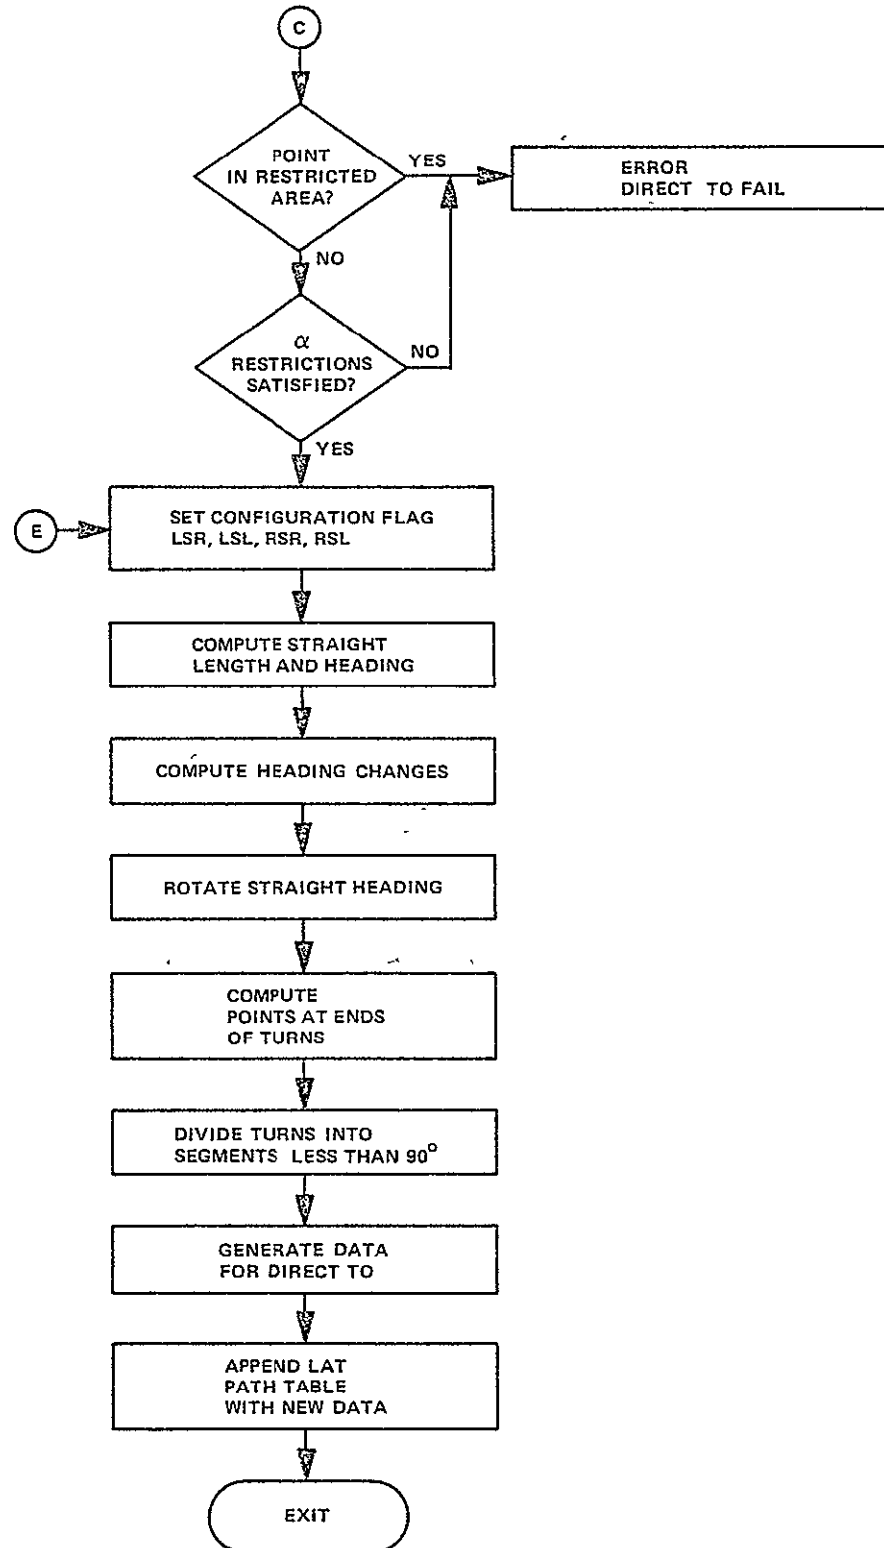 C
POINT
IN RESTRICTED
AREA?
YES
ERROR
DIRECT TO FAIL
NO
α
RESTRICTIONS
SATISFIED?
NO
YES
E
SET CONFIGURATION FLAG
LSR, LSL, RSR, RSL
COMPUTE STRAIGHT
LENGTH AND HEADING
COMPUTE HEADING CHANGES
ROTATE STRAIGHT HEADING
COMPUTE
POINTS AT ENDS
OF TURNS
DIVIDE TURNS INTO
SEGMENTS LESS THAN 90°
GENERATE DATA
FOR DIRECT TO
APPEND LAT
PATH TABLE
WITH NEW DATA
EXIT